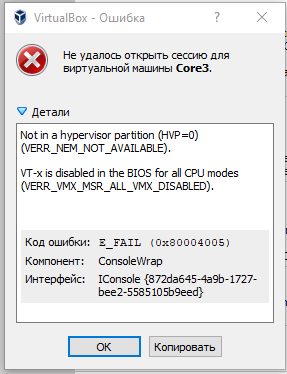 VirtualBox - Ошибка
Не удалось открыть сессию для
виртуальной машины Core3.
Детали
Not in a hypervisor partition (HVP=0)
(VERR_NEM_NOT_AVAILABLE).
VT-x is disabled in the BIOS for all CPU modes
(VERR_VMX_MSR_ALL_VMX_DISABLED).
Код ошибки: E_FAIL (0x80004005)
Компонент: ConsoleWrap
Интерфейс: IConsole {872da645-4a9b-1727-
bee2-5585105b9eed}
OK
Копировать